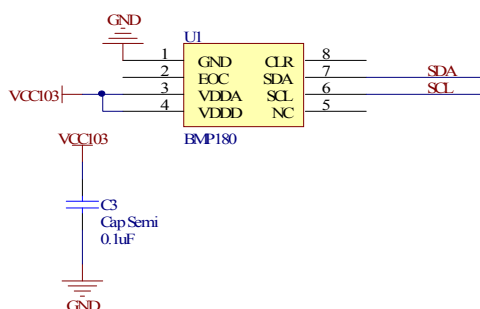 GND
U1
1 GND CLR 8
2 EOC SDA 7 SDA
VCC103 3 VDDA SCL 6 SCL
4 VDDD NC 5
BMP180
VCC103
C3
Cap Semi
0.1uF
GND